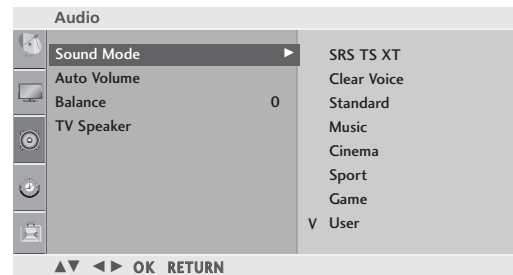 Audio
Sound Mode ►
Auto Volume
Balance 0
TV Speaker
SRS TS XT
Clear Voice
Standard
Music
Cinema
Sport
Game
V User
▲▼ ◄► OK RETURN